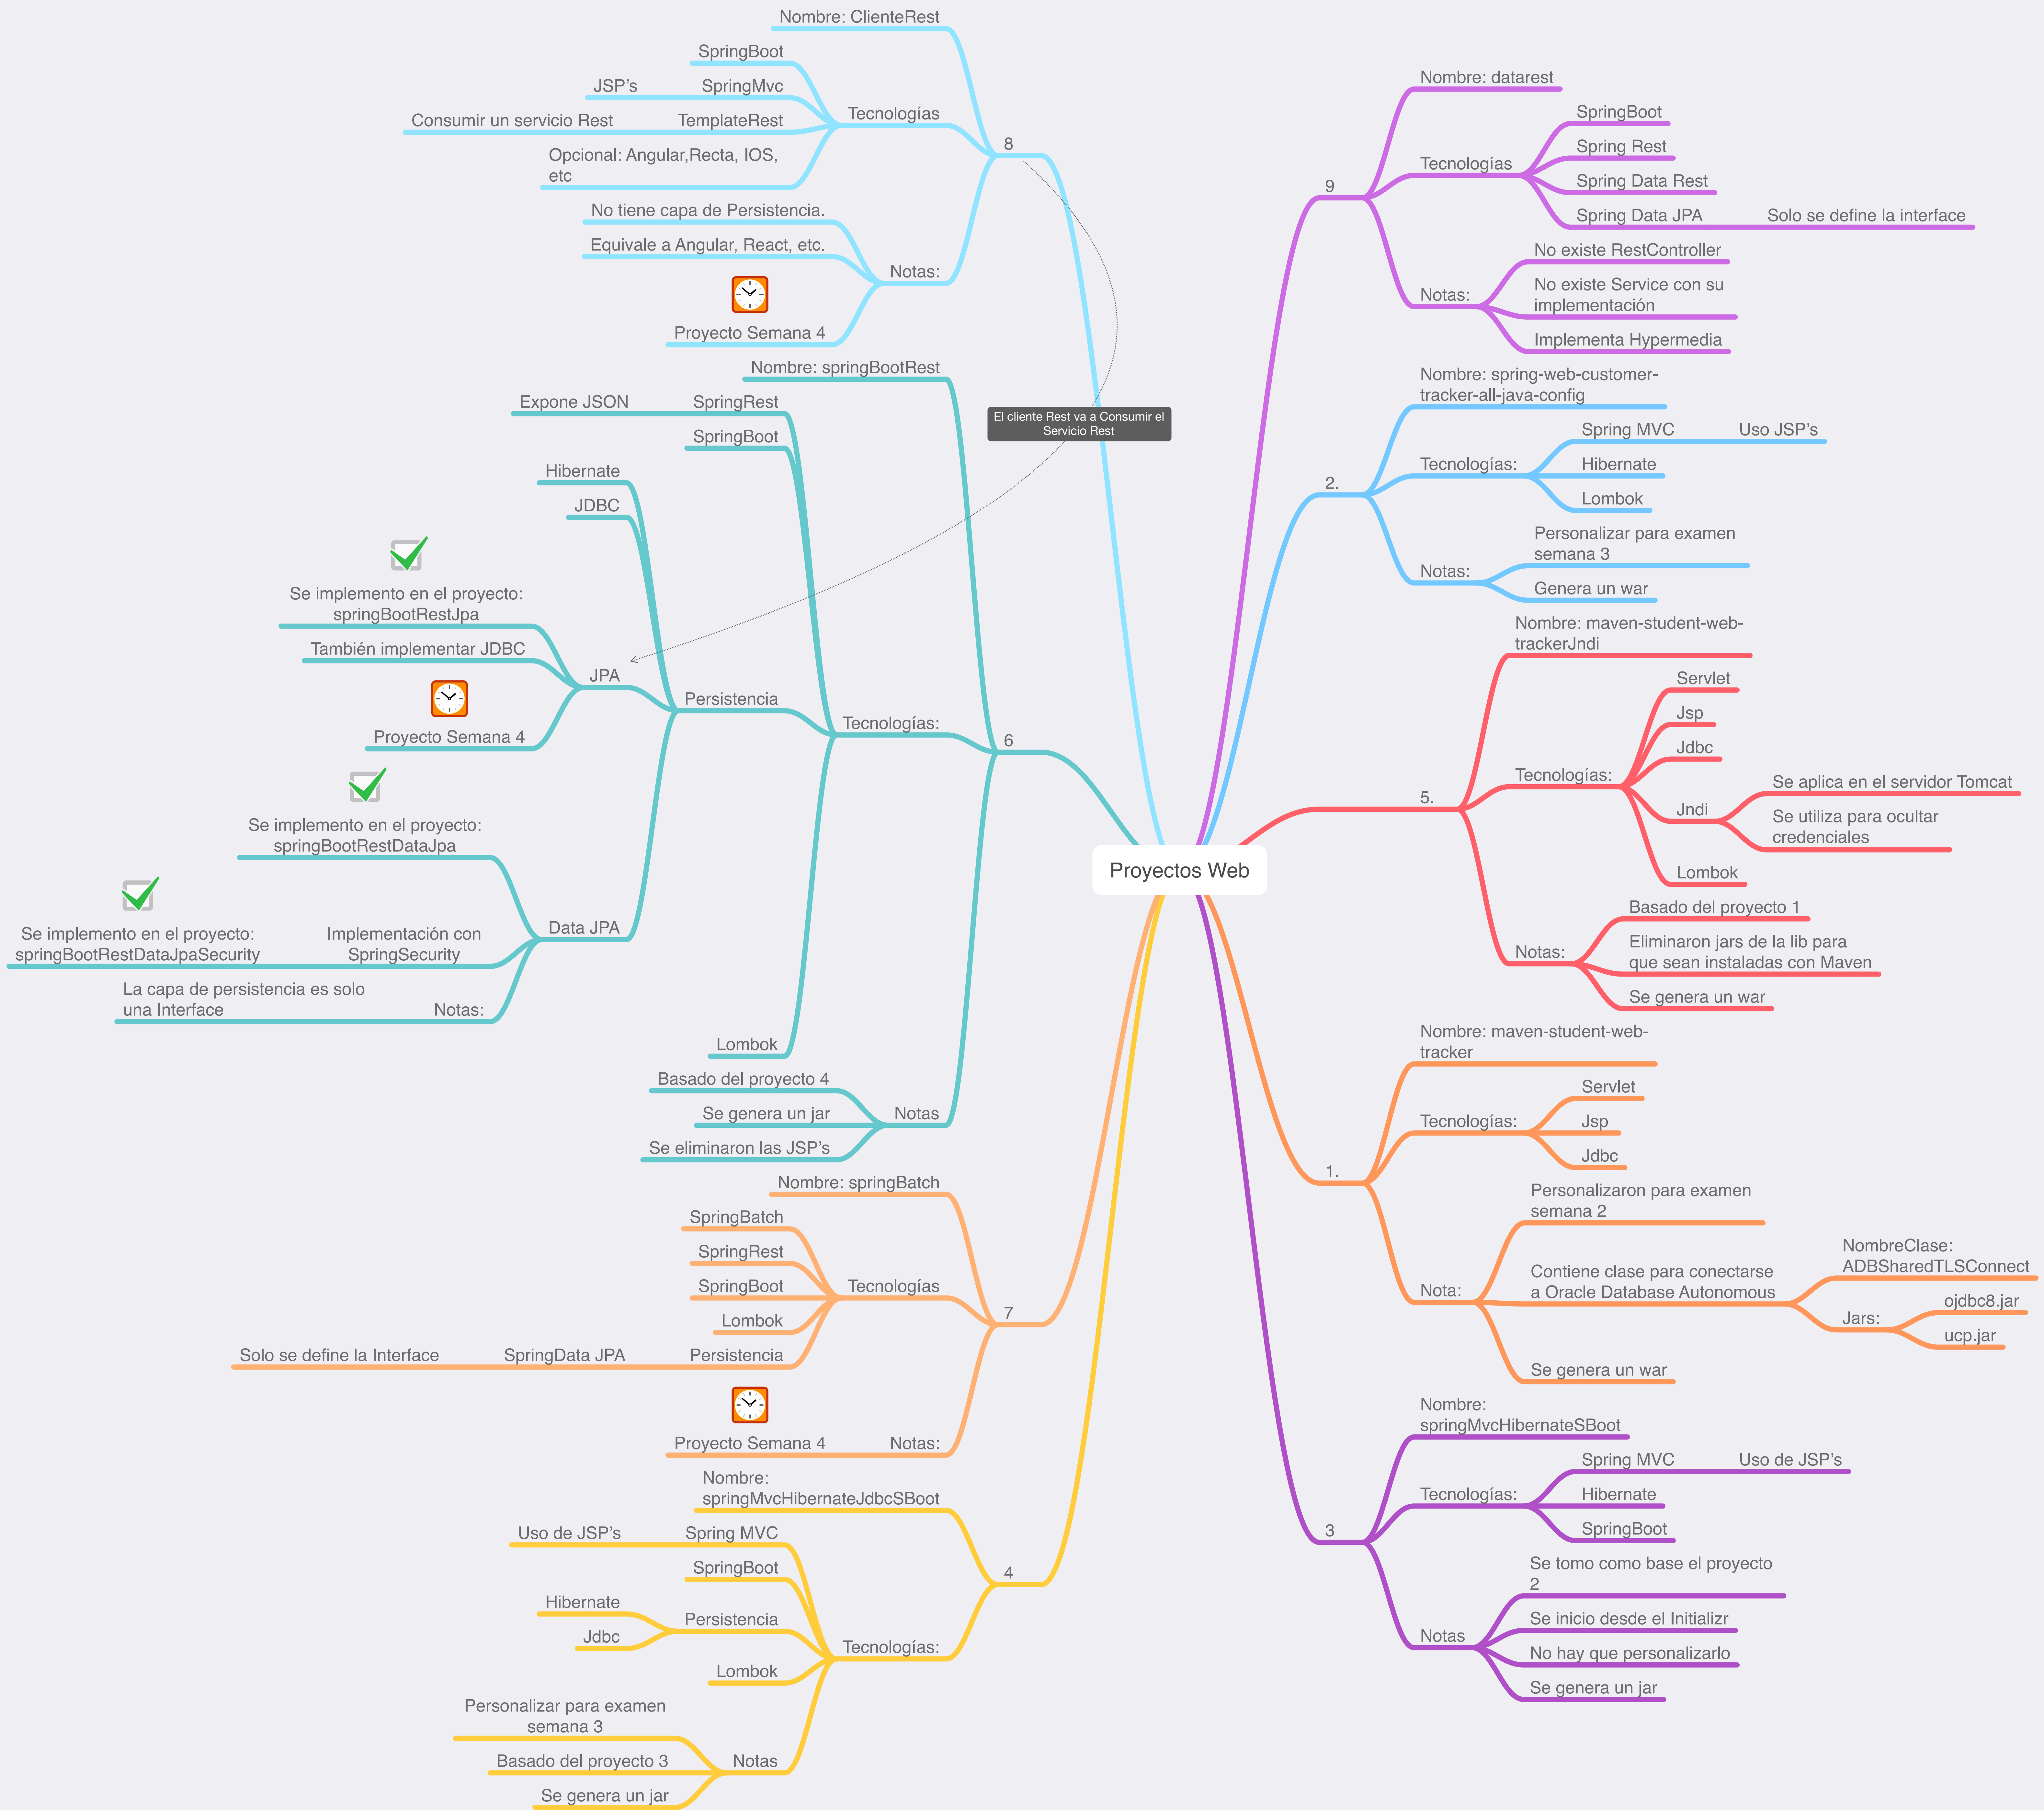 Proyectos Web
8
Nombre: ClienteRest
Tecnologías
SpringBoot
SpringMvc
JSP’s
TemplateRest
Consumir un servicio Rest
Opcional: Angular,Recta, IOS,
etc
Notas:
No tiene capa de Persistencia.
Equivale a Angular, React, etc.
Proyecto Semana 4
El cliente Rest va a Consumir el
Servicio Rest
6
Nombre: springBootRest
Tecnologías:
SpringRest
Expone JSON
SpringBoot
Persistencia
Hibernate
JDBC
JPA
Se implemento en el proyecto:
springBootRestJpa
También implementar JDBC
Proyecto Semana 4
Data JPA
Se implemento en el proyecto:
springBootRestDataJpa
Implementación con
SpringSecurity
Se implemento en el proyecto:
springBootRestDataJpaSecurity
Notas:
La capa de persistencia es solo
una Interface
Lombok
Notas
Basado del proyecto 4
Se genera un jar
Se eliminaron las JSP’s
7
Nombre: springBatch
Tecnologías
SpringBatch
SpringRest
SpringBoot
Lombok
Persistencia
SpringData JPA
Solo se define la Interface
Notas:
Proyecto Semana 4
4
Nombre:
springMvcHibernateJdbcSBoot
Tecnologías:
Spring MVC
Uso de JSP’s
SpringBoot
Persistencia
Hibernate
Jdbc
Lombok
Notas
Personalizar para examen
semana 3
Basado del proyecto 3
Se genera un jar
9
Nombre: datarest
Tecnologías
SpringBoot
Spring Rest
Spring Data Rest
Spring Data JPA
Solo se define la interface
Notas:
No existe RestController
No existe Service con su
implementación
Implementa Hypermedia
2.
Nombre: spring-web-customer-
tracker-all-java-config
Tecnologías:
Spring MVC
Uso JSP’s
Hibernate
Lombok
Notas:
Personalizar para examen
semana 3
Genera un war
5.
Nombre: maven-student-web-
trackerJndi
Tecnologías:
Servlet
Jsp
Jdbc
Jndi
Se aplica en el servidor Tomcat
Se utiliza para ocultar
credenciales
Lombok
Notas:
Basado del proyecto 1
Eliminaron jars de la lib para
que sean instaladas con Maven
Se genera un war
1.
Nombre: maven-student-web-
tracker
Tecnologías:
Servlet
Jsp
Jdbc
Nota:
Personalizaron para examen
semana 2
Contiene clase para conectarse
a Oracle Database Autonomous
NombreClase:
ADBSharedTLSConnect
Jars:
ojdbc8.jar
ucp.jar
Se genera un war
3
Nombre:
springMvcHibernateSBoot
Tecnologías:
Spring MVC
Uso de JSP’s
Hibernate
SpringBoot
Notas
Se tomo como base el proyecto
2
Se inicio desde el Initializr
No hay que personalizarlo
Se genera un jar